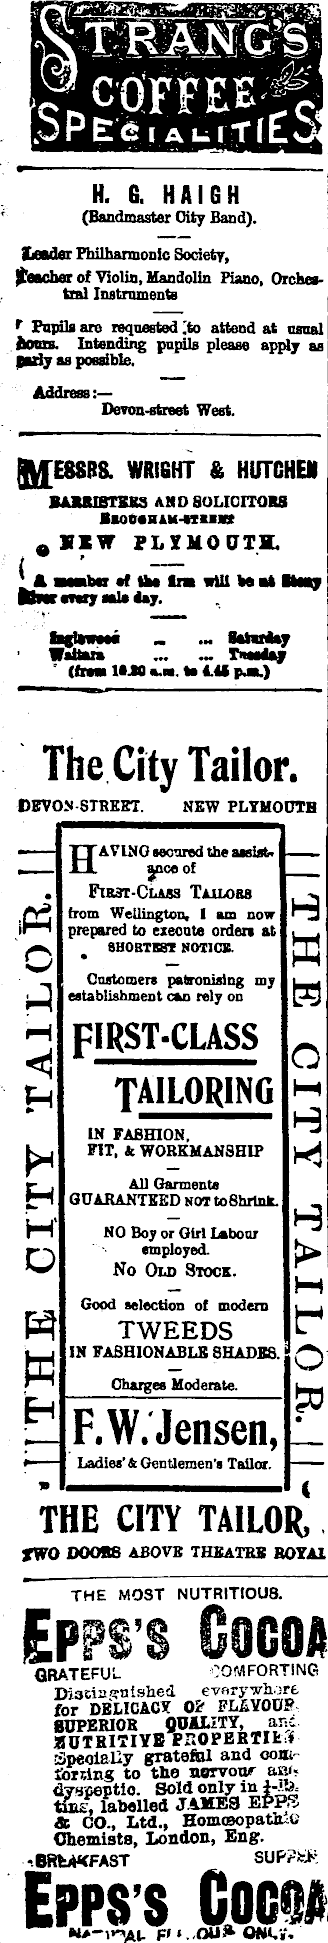 STRANG'S
COFFEE
SPECIALITIES
H. G. HAIGH
(Bandmaster City Band).
Leader Philharmonic Society,
Teacher of Violin, Mandolin Piano, Orches-
tral Instruments
Pupils are requested to attend at usual
hours. Intending pupils please apply as
early as possible.
Address:—
Devon-street West.
MESSRS. WRIGHT & HUTCHEN
BARRISTERS AND SOLICITORS
BROUGHAM-STREET
NEW PLYMOUTH.
A member of the firm will be at Stony
River every sale day.
Inglewood ... ... Saturday
Waitara ... ... Tuesday
(from 10.20 a.m. to 4.45 p.m.)
The City Tailor.
DEVON-STREET. NEW PLYMOUTH
THE CITY TAILOR.
HAVING secured the assist-
ance of
FIRST-CLASS TAILORS
from Wellington, I am now
prepared to execute orders at
SHORTEST NOTICE.
Customers patronising my
establishment can rely on
FIRST-CLASS
TAILORING
IN FASHION,
FIT, & WORKMANSHIP
All Garments
GUARANTEED NOT to Shrink.
NO Boy or Girl Labour
employed.
No OLD STOCK.
Good selection of modern
TWEEDS
IN FASHIONABLE SHADES.
Charges Moderate.
F. W. Jensen,
Ladies' & Gentlemen's Tailor.
THE CITY TAILOR.
THE CITY TAILOR,
TWO DOORS ABOVE THEATRE ROYAL
THE MOST NUTRITIOUS.
EPPS'S COCOA
GRATEFUL COMFORTING
Distinguished everywhere
for DELICACY OF FLAVOUR,
SUPERIOR QUALITY, and
NUTRITIVE PROPERTIES
Specially grateful and com-
forting to the nervous and
dyspeptic. Sold only in ¼-lb.
tins, labelled JAMES EPPS
& CO., Ltd., Homœopathic
Chemists, London, Eng.
BREAKFAST SUPPER
EPPS'S COCOA